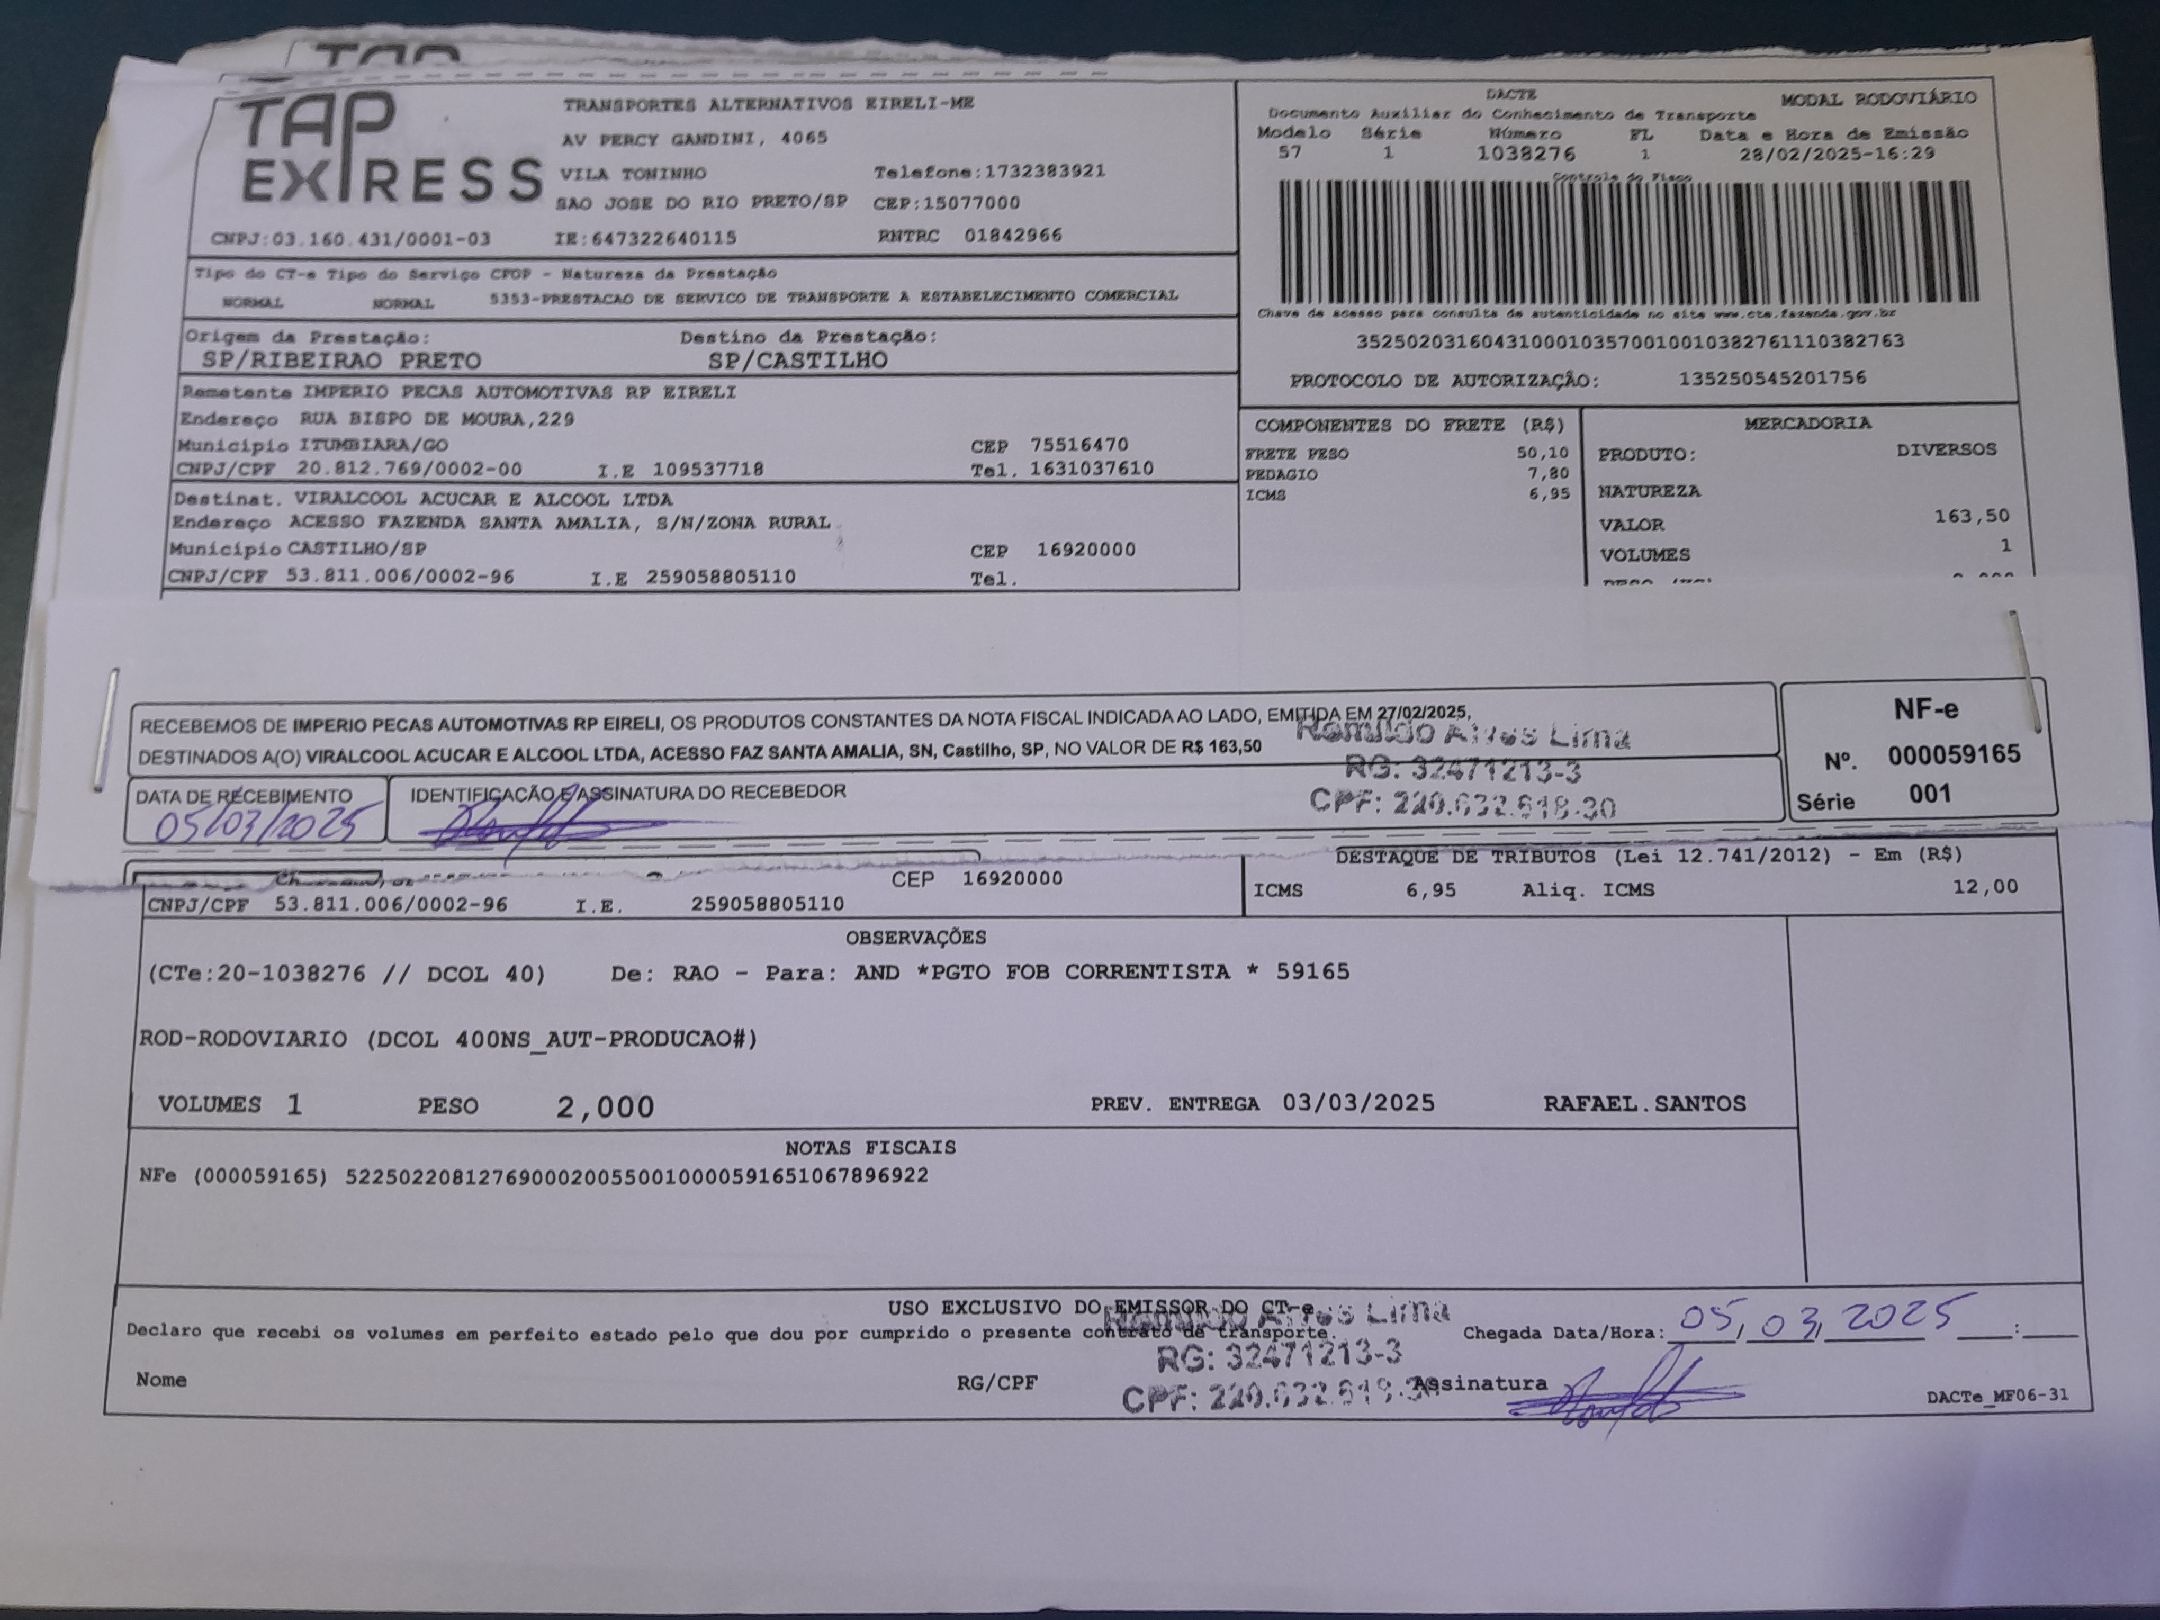 TAP
TAP EXPRESS
TRANSPORTES ALTERNATIVOS EIRELI-ME
AV PERCY GANDINI, 4065
VILA TONINHO Telefone:1732383921
SAO JOSE DO RIO PRETO/SP CEP:15077000
CNPJ:03.160.431/0001-03 IE:647322640115 RNTRC 01842966
DACTE MODAL RODOVIÁRIO
Documento Auxiliar do Conhecimento de Transporte
Modelo Série Número FL Data e Hora de Emissão
57 1 1038276 1 28/02/2025-16:29
Controle do Fisco
Chave de acesso para consulta de autenticidade no site www.cte.fazenda.gov.br
35250203160431000103570010010382761110382763
PROTOCOLO DE AUTORIZAÇÃO: 135250545201756
Tipo do CT-e Tipo do Serviço CFOP - Natureza da Prestação
NORMAL NORMAL 5353-PRESTACAO DE SERVICO DE TRANSPORTE A ESTABELECIMENTO COMERCIAL
Origem da Prestação: Destino da Prestação:
SP/RIBEIRAO PRETO SP/CASTILHO
Remetente IMPERIO PECAS AUTOMOTIVAS RP EIRELI
Endereço RUA BISPO DE MOURA,229
Município ITUMBIARA/GO CEP 75516470
CNPJ/CPF 20.812.769/0002-00 I.E 109537718 Tel. 1631037610
Destinat. VIRALCOOL ACUCAR E ALCOOL LTDA
Endereço ACESSO FAZENDA SANTA AMALIA, S/N/ZONA RURAL
Município CASTILHO/SP CEP 16920000
CNPJ/CPF 53.811.006/0002-96 I.E 259058805110 Tel.
COMPONENTES DO FRETE (R$)
FRETE PESO 50,10
PEDAGIO 7,80
ICMS 6,95
MERCADORIA
PRODUTO: DIVERSOS
NATUREZA
VALOR 163,50
VOLUMES 1
RECEBEMOS DE IMPERIO PECAS AUTOMOTIVAS RP EIRELI, OS PRODUTOS CONSTANTES DA NOTA FISCAL INDICADA AO LADO, EMITIDA EM 27/02/2025,
DESTINADOS A(O) VIRALCOOL ACUCAR E ALCOOL LTDA, ACESSO FAZ SANTA AMALIA, SN, Castilho, SP, NO VALOR DE R$ 163,50
Romildo Alves Lima
RG: 32471213-3
CPF: 220.632.618-30
DATA DE RECEBIMENTO IDENTIFICAÇÃO E ASSINATURA DO RECEBEDOR
05/03/2025
NF-e
Nº. 000059165
Série 001
CEP 16920000
CNPJ/CPF 53.811.006/0002-96 I.E. 259058805110
DESTAQUE DE TRIBUTOS (Lei 12.741/2012) - Em (R$)
ICMS 6,95 Aliq. ICMS 12,00
OBSERVAÇÕES
(CTe:20-1038276 // DCOL 40) De: RAO - Para: AND *PGTO FOB CORRENTISTA * 59165
ROD-RODOVIARIO (DCOL 400NS_AUT-PRODUCAO#)
VOLUMES 1 PESO 2,000 PREV. ENTREGA 03/03/2025 RAFAEL.SANTOS
NOTAS FISCAIS
NFe (000059165) 52250220812769000200550010000591651067896922
USO EXCLUSIVO DO EMISSOR DO CT-e
Declaro que recebi os volumes em perfeito estado pelo que dou por cumprido o presente contrato de transporte. Chegada Data/Hora: 05/03/2025 :
Romildo Alves Lima
RG: 32471213-3
CPF: 220.632.618-30
Nome RG/CPF Assinatura
DACTe_MF06-31